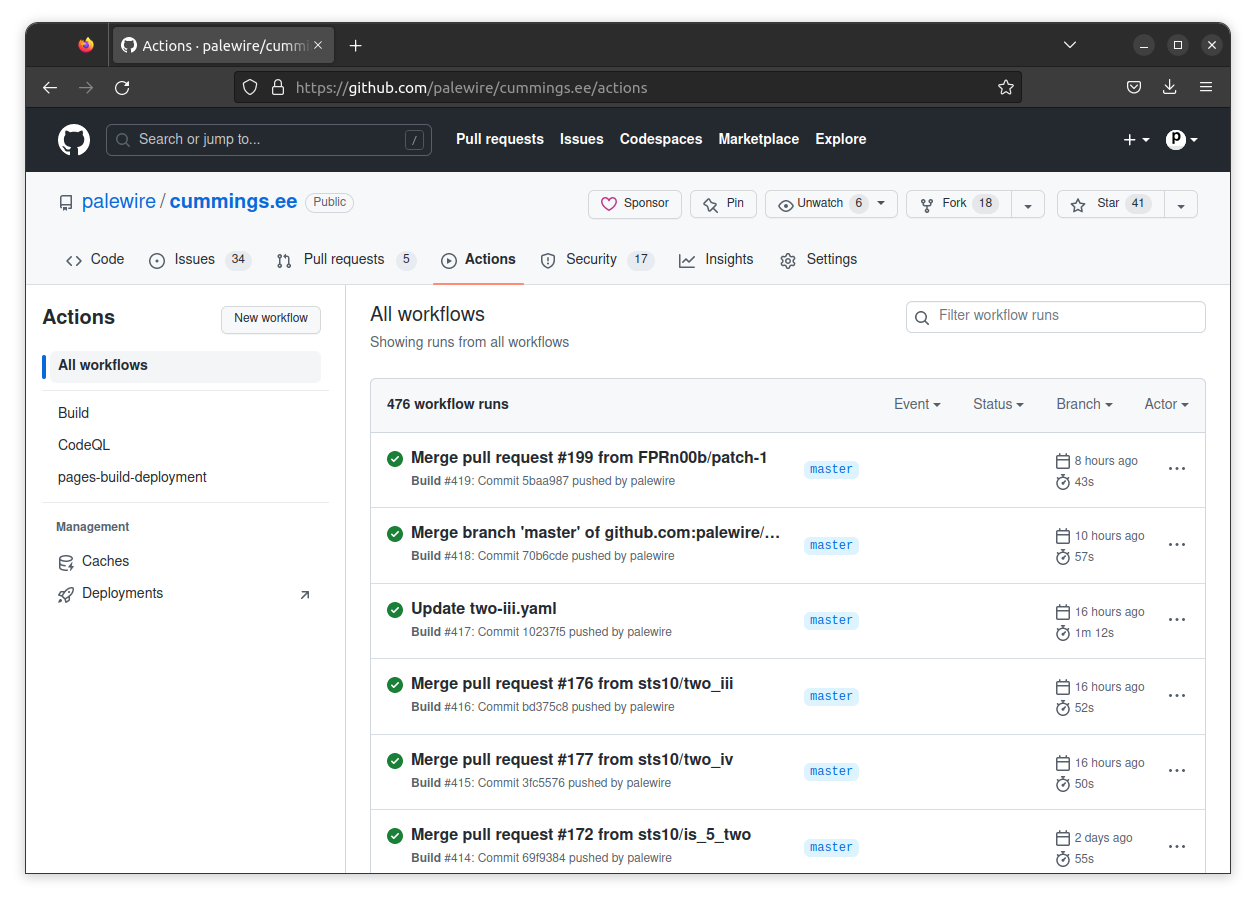 Actions · palewire/cummi
https://github.com/palewire/cummings.ee/actions
Search or jump to... /
Pull requests Issues Codespaces Marketplace Explore
palewire / cummings.ee Public
Sponsor Pin Unwatch 6 Fork 18 Star 41
Code Issues 34 Pull requests 5 Actions Security 17 Insights Settings
Actions
New workflow
All workflows
Build
CodeQL
pages-build-deployment
Management
Caches
Deployments
All workflows
Showing runs from all workflows
Filter workflow runs
476 workflow runs
Event Status Branch Actor
Merge pull request #199 from FPRn00b/patch-1
Build #419: Commit 5baa987 pushed by palewire
master
8 hours ago
43s
Merge branch 'master' of github.com:palewire/…
Build #418: Commit 70b6cde pushed by palewire
master
10 hours ago
57s
Update two-iii.yaml
Build #417: Commit 10237f5 pushed by palewire
master
16 hours ago
1m 12s
Merge pull request #176 from sts10/two_iii
Build #416: Commit bd375c8 pushed by palewire
master
16 hours ago
52s
Merge pull request #177 from sts10/two_iv
Build #415: Commit 3fc5576 pushed by palewire
master
16 hours ago
50s
Merge pull request #172 from sts10/is_5_two
Build #414: Commit 69f9384 pushed by palewire
master
2 days ago
55s